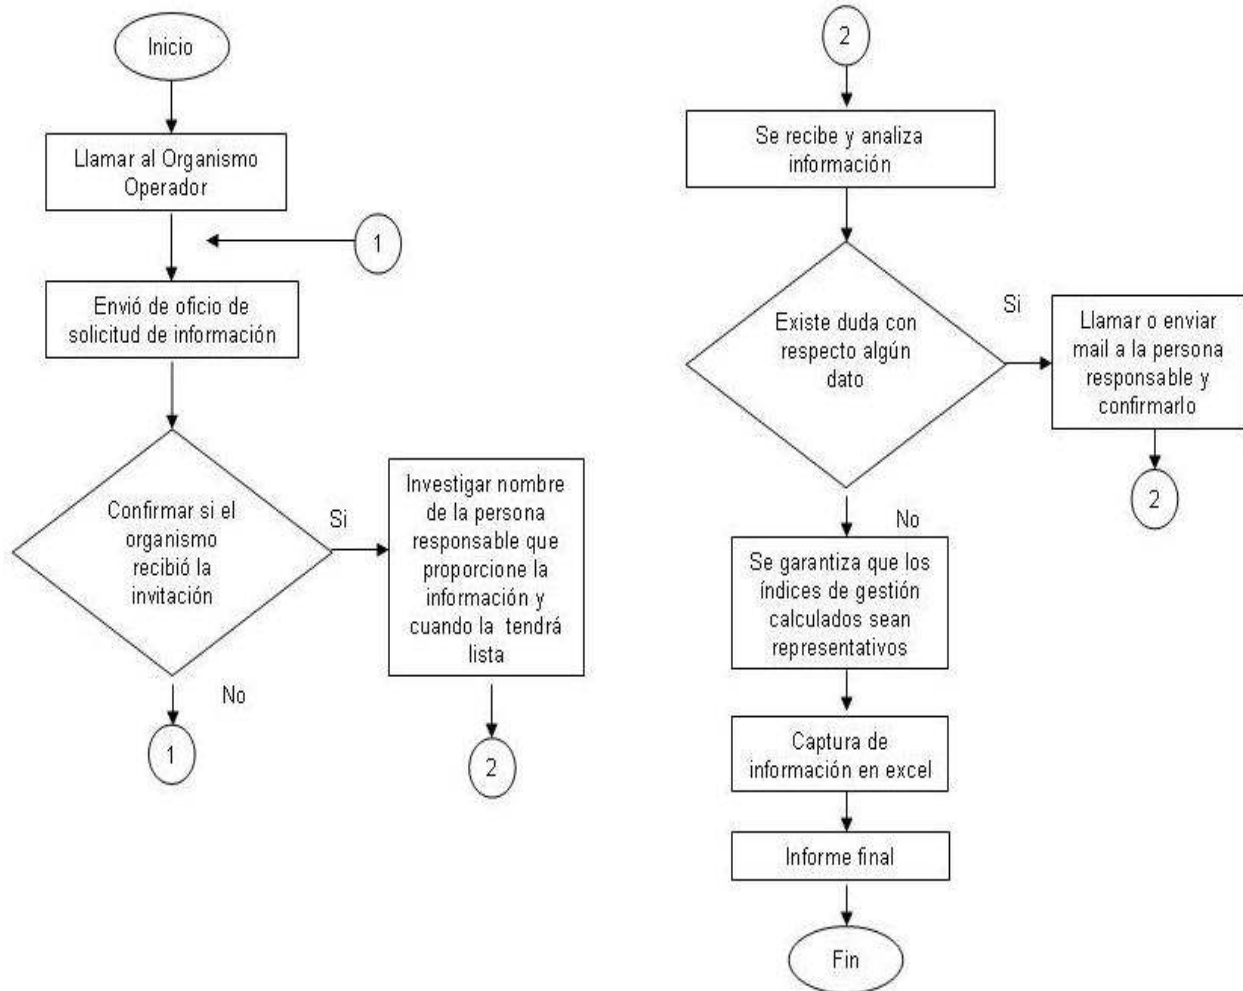 Inicio
Llamar al Organismo
Operador
1
Envió de oficio de
solicitud de información
Confirmar si el
organismo
recibió la
invitación
Si
Investigar nombre
de la persona
responsable que
proporcione la
información y
cuando la tendrá
lista
No
1
2
2
Se recibe y analiza
información
Existe duda con
respecto algún
dato
Si
Llamar o enviar
mail a la persona
responsable y
confirmarlo
2
No
Se garantiza que los
índices de gestión
calculados sean
representativos
Captura de
información en excel
Informe final
Fin